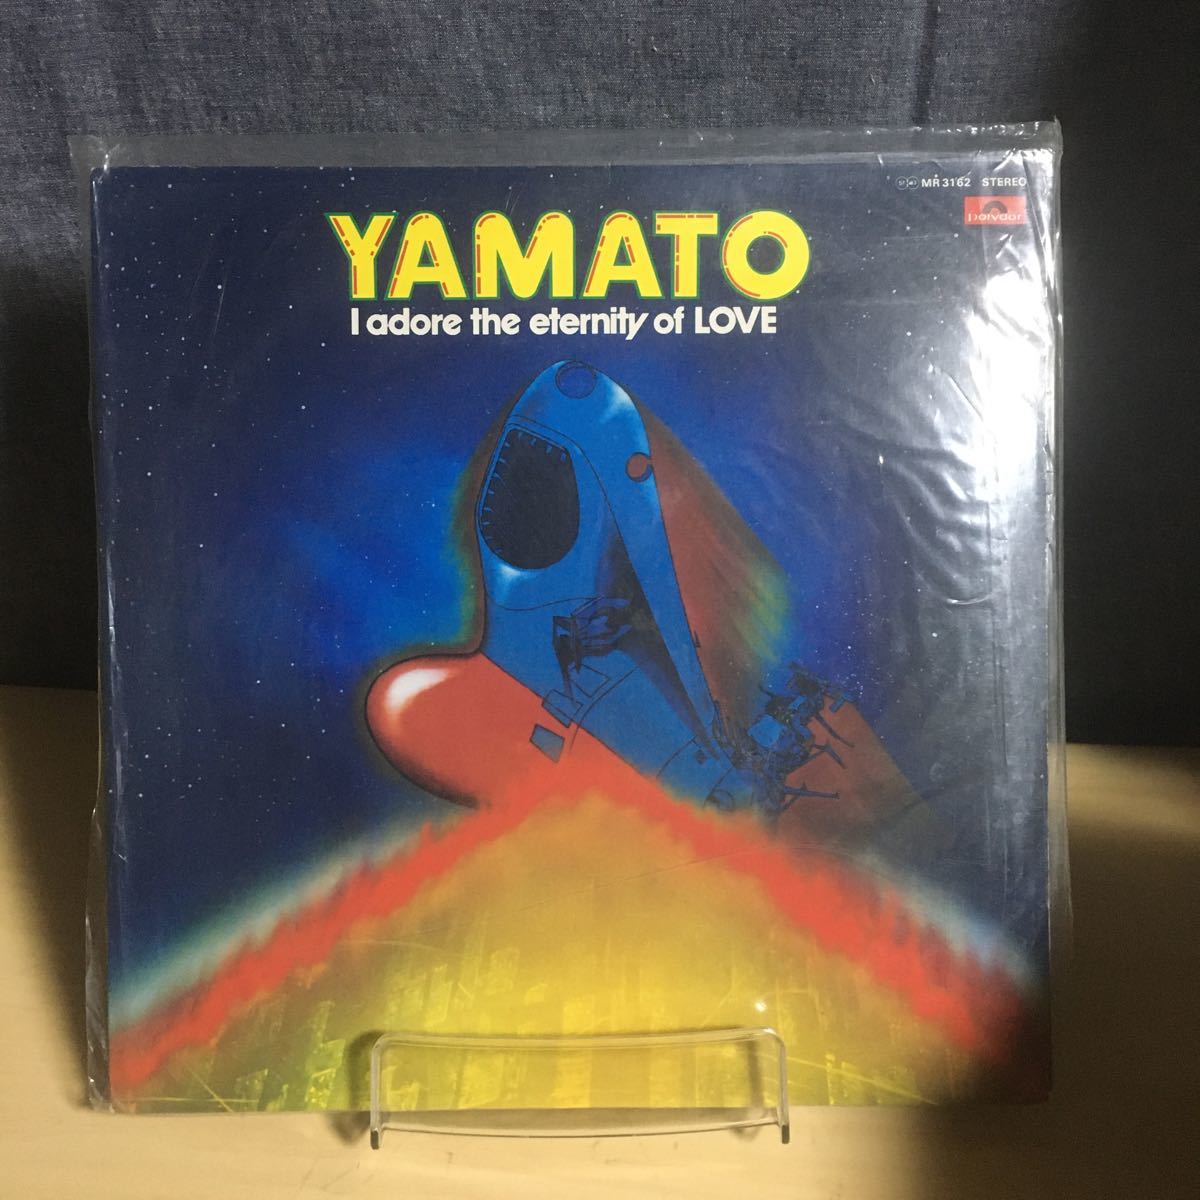 MR 3162 STEREO
polydor
YAMATO
I adore the eternity of LOVE